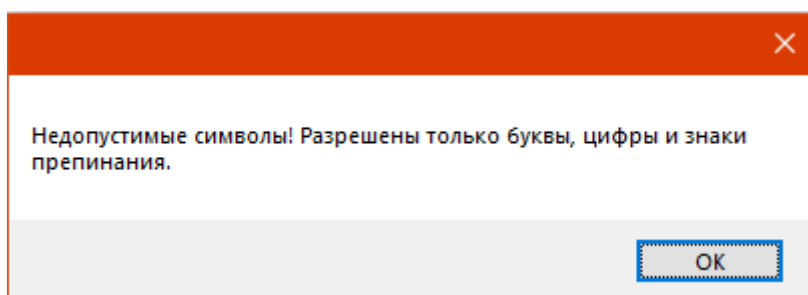 Недопустимые символы! Разрешены только буквы, цифры и знаки
препинания.
OK